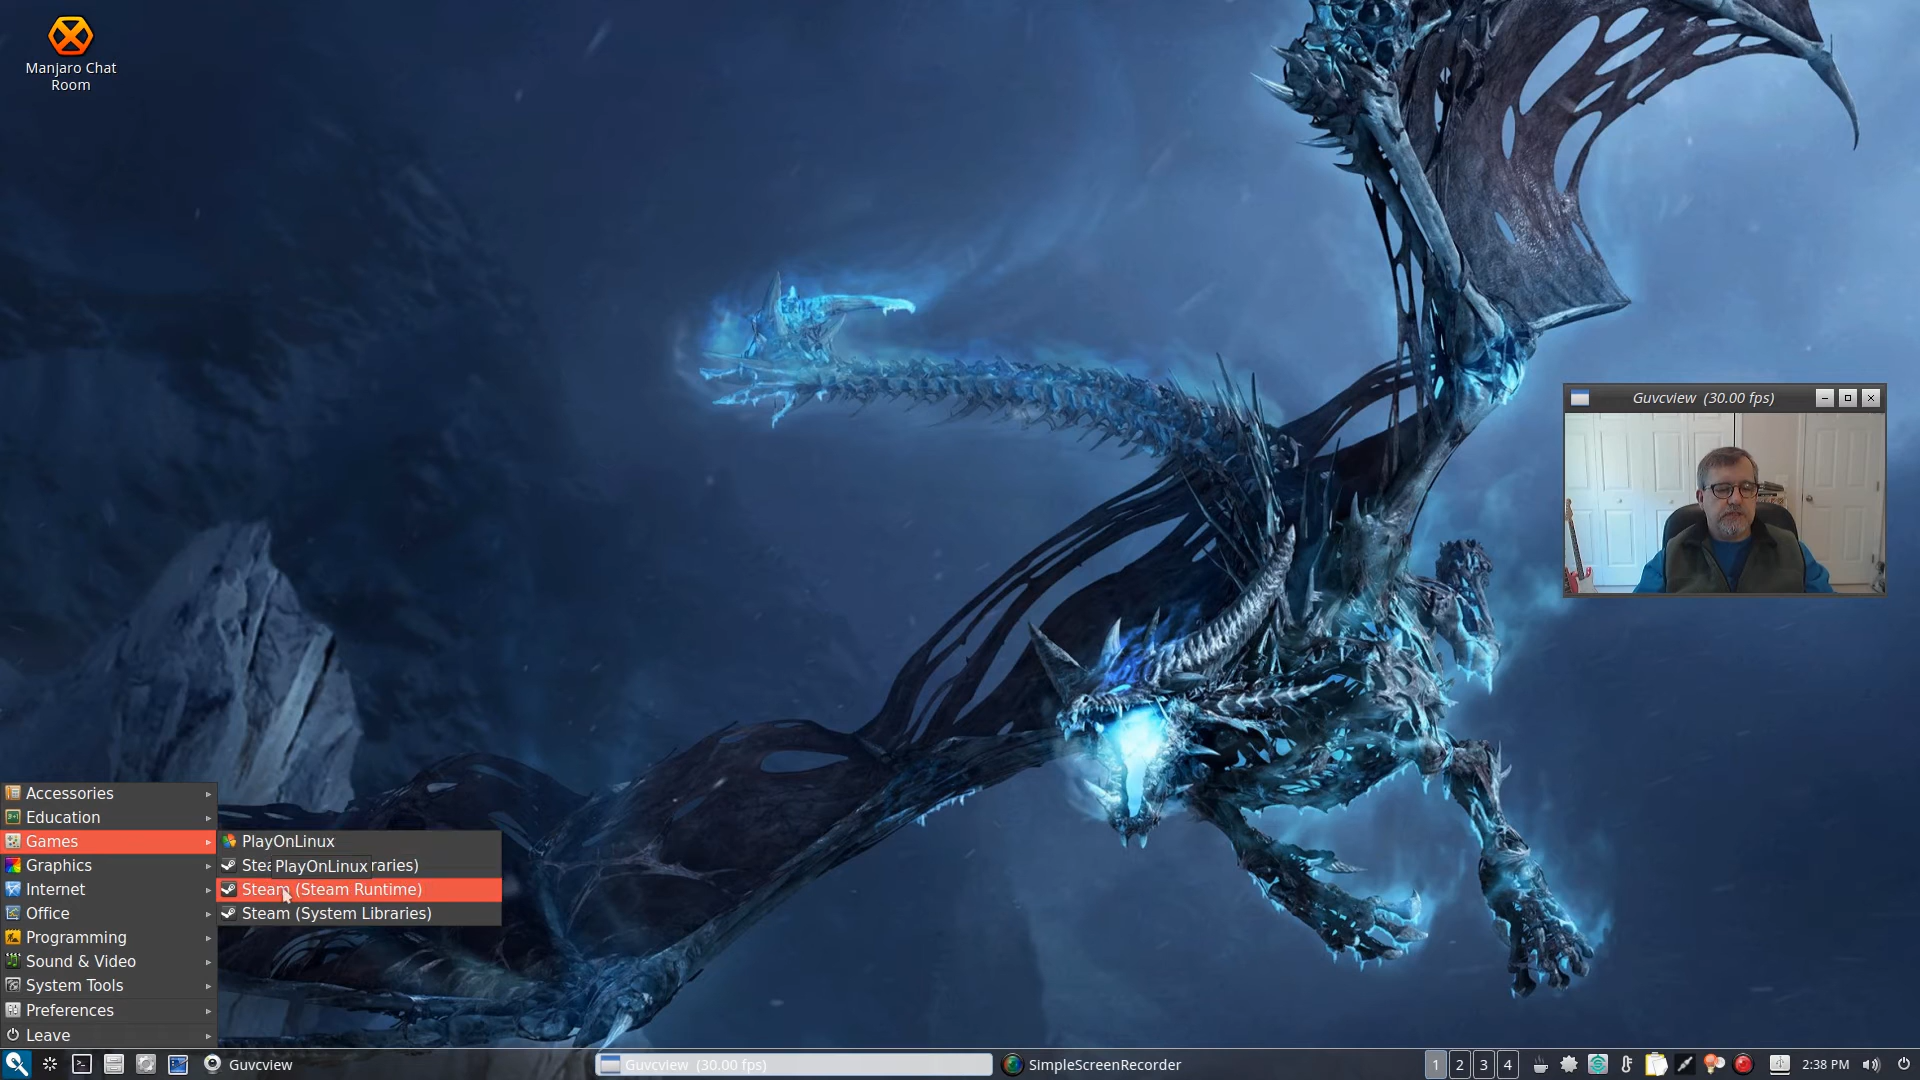 Manjaro Chat
Room
Guvcview (30.00 fps)
Accessories
Education
Games
Graphics
Internet
Office
Programming
Sound & Video
System Tools
Preferences
Leave
PlayOnLinux
Stea
PlayOnLinux
raries)
Steam (Steam Runtime)
Steam (System Libraries)
Guvcview
Guvcview (30.00 fps)
SimpleScreenRecorder
1
2
3
4
2:38 PM